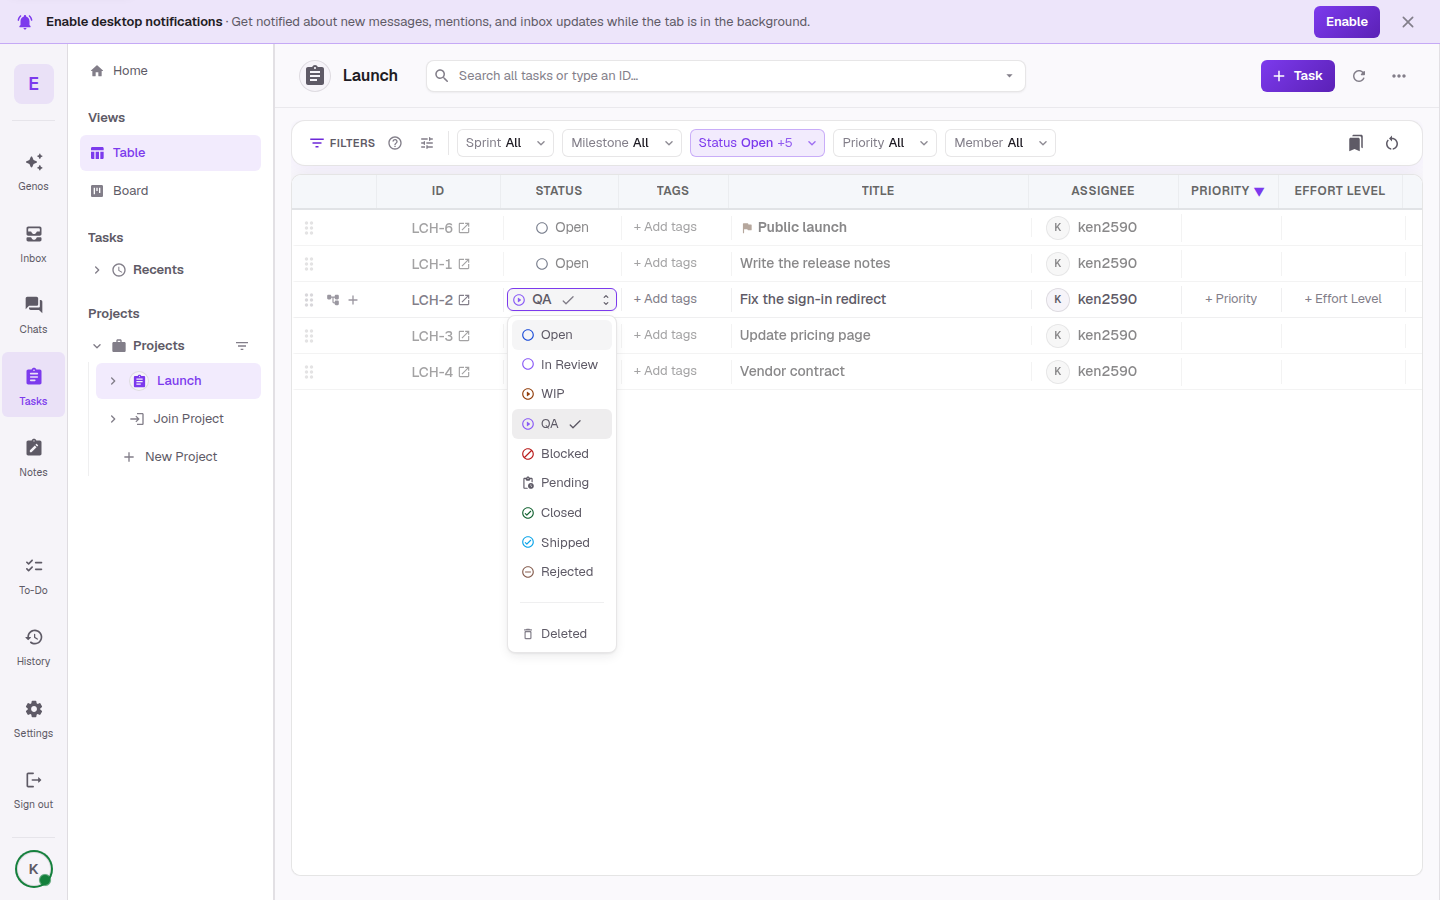 Enable desktop notifications · Get notified about new messages, mentions, and inbox updates while the tab is in the background.
Enable
E
Genos
Inbox
Chats
Tasks
Notes
To-Do
History
Settings
Sign out
K
Home
Views
Table
Board
Tasks
Recents
Projects
Projects
Launch
Join Project
New Project
Launch
Search all tasks or type an ID...
+ Task
FILTERS
Sprint All
Milestone All
Status Open +5
Priority All
Member All
ID STATUS TAGS TITLE ASSIGNEE PRIORITY EFFORT LEVEL
LCH-6 Open + Add tags Public launch K ken2590
LCH-1 Open + Add tags Write the release notes K ken2590
LCH-2 QA + Add tags Fix the sign-in redirect K ken2590 + Priority + Effort Level
LCH-3 + Add tags Update pricing page K ken2590
LCH-4 + Add tags Vendor contract K ken2590
Open
In Review
WIP
QA
Blocked
Pending
Closed
Shipped
Rejected
Deleted